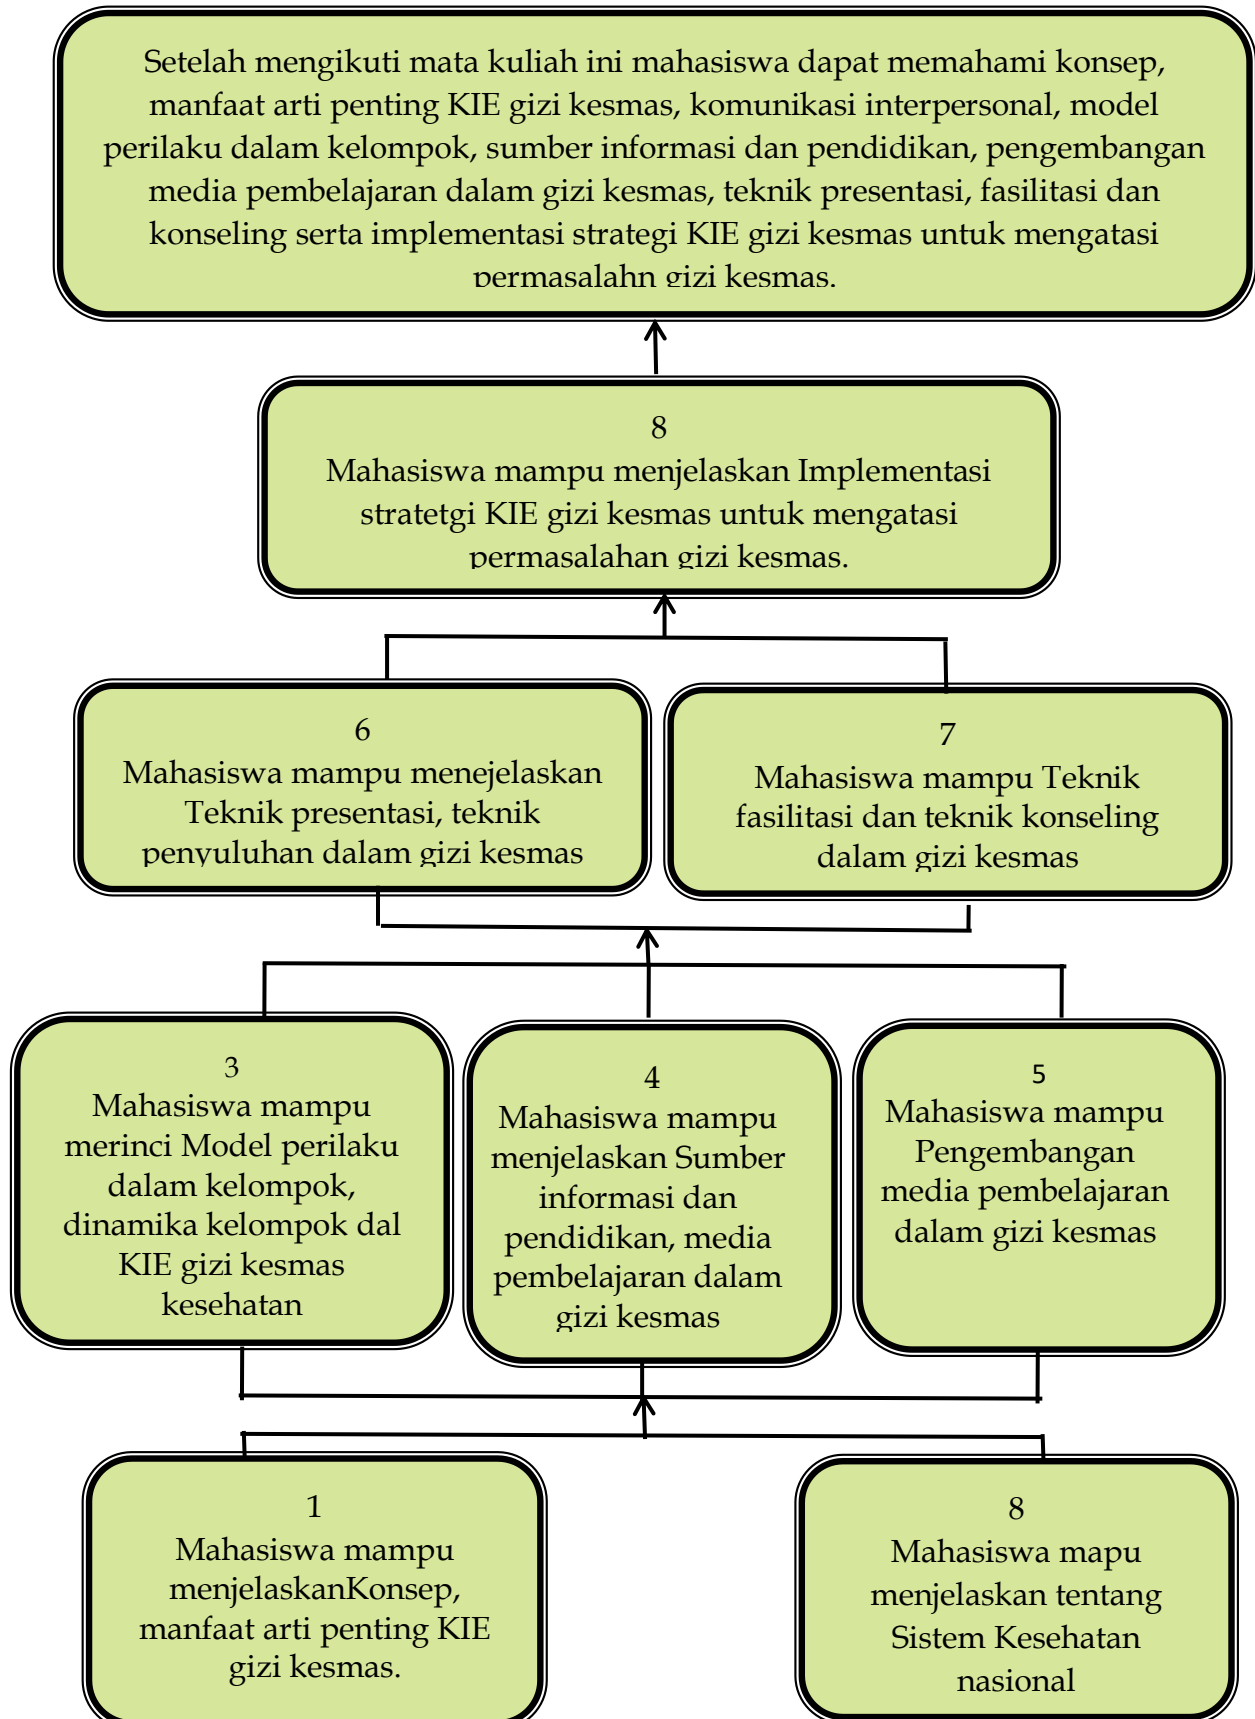 Setelah mengikuti mata kuliah ini mahasiswa dapat memahami konsep,
manfaat arti penting KIE gizi kesmas, komunikasi interpersonal, model
perilaku dalam kelompok, sumber informasi dan pendidikan, pengembangan
media pembelajaran dalam gizi kesmas, teknik presentasi, fasilitasi dan
konseling serta implementasi strategi KIE gizi kesmas untuk mengatasi
permasalahn gizi kesmas.
8
Mahasiswa mampu menjelaskan Implementasi
stratetgi KIE gizi kesmas untuk mengatasi
permasalahan gizi kesmas.
6
Mahasiswa mampu menejelaskan
Teknik presentasi, teknik
penyuluhan dalam gizi kesmas
7
Mahasiswa mampu Teknik
fasilitasi dan teknik konseling
dalam gizi kesmas
3
Mahasiswa mampu
merinci Model perilaku
dalam kelompok,
dinamika kelompok dal
KIE gizi kesmas
kesehatan
4
Mahasiswa mampu
menjelaskan Sumber
informasi dan
pendidikan, media
pembelajaran dalam
gizi kesmas
5
Mahasiswa mampu
Pengembangan
media pembelajaran
dalam gizi kesmas
1
Mahasiswa mampu
menjelaskanKonsep,
manfaat arti penting KIE
gizi kesmas.
8
Mahasiswa mapu
menjelaskan tentang
Sistem Kesehatan
nasional